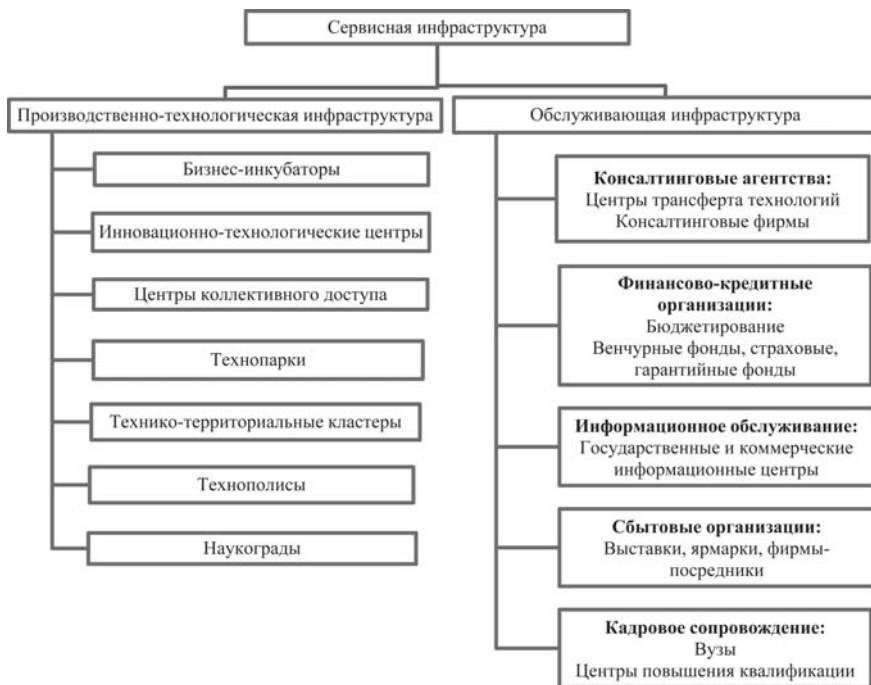 Сервисная инфраструктура
Производственно-технологическая инфраструктура
Бизнес-инкубаторы
Инновационно-технологические центры
Центры коллективного доступа
Технопарки
Технико-территориальные кластеры
Технополисы
Наукограды
Обслуживающая инфраструктура
Консалтинговые агентства:
Центры трансферта технологий
Консалтинговые фирмы
Финансово-кредитные
организации:
Бюджетирование
Венчурные фонды, страховые,
гарантийные фонды
Информационное обслуживание:
Государственные и коммерческие
информационные центры
Сбытовые организации:
Выставки, ярмарки, фирмы-
посредники
Кадровое сопровождение:
Вузы
Центры повышения квалификации